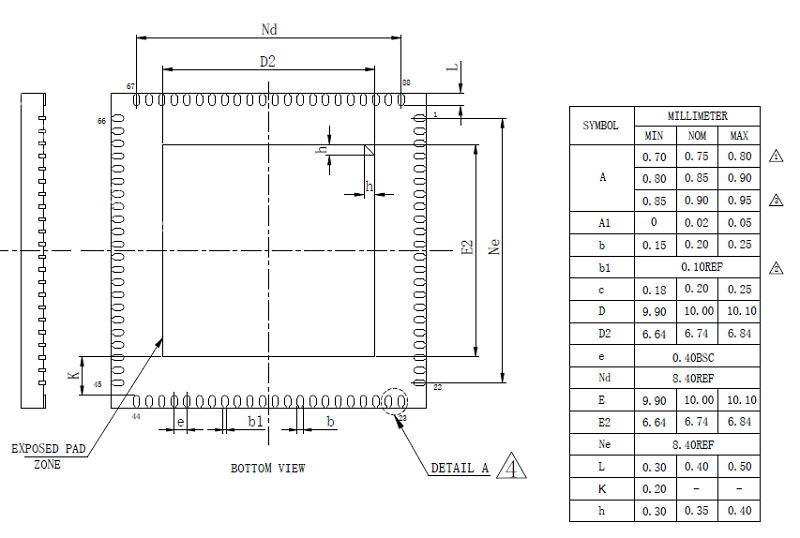 Nd
D2
L
67
88
66
1
h
h
E2
Ne
K
45
22
44
23
e
b1
b
EXPOSED PAD
ZONE
BOTTOM VIEW
DETAIL A
4
SYMBOL MILLIMETER
MIN NOM MAX
A 0.70 0.75 0.80 1
0.80 0.85 0.90
0.85 0.90 0.95
A1 0 0.02 0.05
b 0.15 0.20 0.25
b1 0.10REF 2
c 0.18 0.20 0.25
D 9.90 10.00 10.10
D2 6.64 6.74 6.84
e 0.40BSC
Nd 8.40REF
E 9.90 10.00 10.10
E2 6.64 6.74 6.84
Ne 8.40REF
L 0.30 0.40 0.50
K 0.20 - -
h 0.30 0.35 0.40